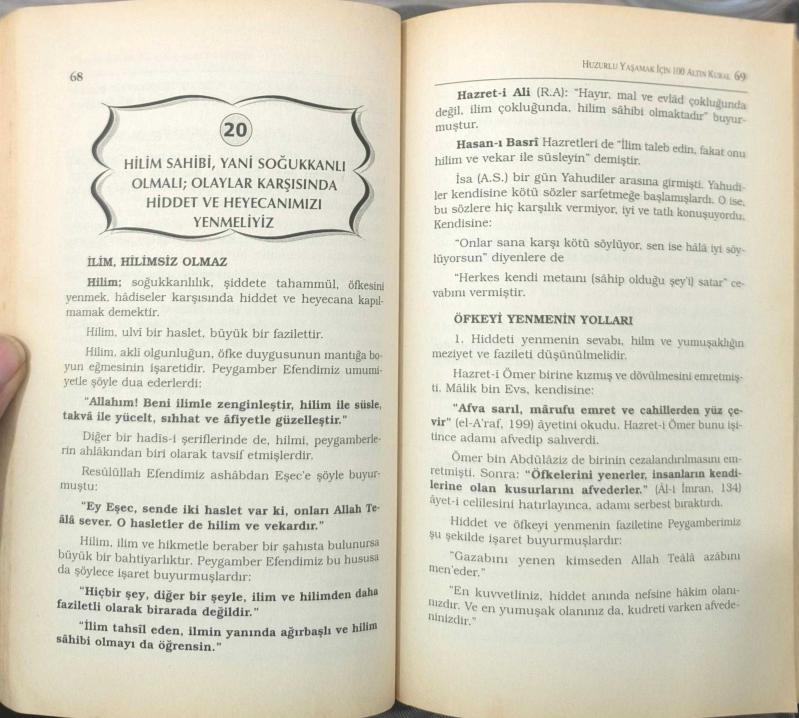 68
20
HİLİM SAHİBİ, YANİ SOĞUKKANLI
OLMALI; OLAYLAR KARŞISINDA
HİDDET VE HEYECANIMIZI
YENMELİYİZ
İLİM, HİLİMSİZ OLMAZ
Hilim; soğukkanlılık, şiddete tahammül, öfkesini
yenmek, hâdiseler karşısında hiddet ve heyecana kapıl-
mamak demektir.
Hilim, ulvi bir haslet, büyük bir fazilettir.
Hilim, akli olgunluğun, öfke duygusunun mantığa bo-
yun eğmesinin işaretidir. Peygamber Efendimiz umumi-
yetle şöyle dua ederlerdi:
"Allahım! Beni ilimle zenginleştir, hilim ile süsle,
takvâ ile yücelt, sıhhat ve âfiyetle güzelleştir."
Diğer bir hadîs-i şeriflerinde de, hilmi, peygamberle-
rin ahlâkından biri olarak tavsif etmişlerdir.
Resûlüllah Efendimiz ashâbdan Eşec'e şöyle buyur-
muştu:
"Ey Eşec, sende iki haslet var ki, onları Allah Te-
âlâ sever. O hasletler de hilim ve vekardır."
Hilim, ilim ve hikmetle beraber bir şahısta bulunursa
büyük bir bahtiyarlıktır. Peygamber Efendimiz bu hususa
da şöylece işaret buyurmuşlardır:
"Hiçbir şey, diğer bir şeyle, ilim ve hilimden daha
faziletli olarak birarada değildir."
"İlim tahsîl eden, ilmin yanında ağırbaşlı ve hilim
sâhibi olmayı da öğrensin."
HUZURLU YAŞAMAK İÇİN 100 ALTIN KURAL 69
Hazret-i Ali (R.A): "Hayır, mal ve evlâd çokluğunda
değil, ilim çokluğunda, hilim sâhibi olmaktadır" buyur-
muştur.
Hasan-ı Basrî Hazretleri de "İlim taleb edin, fakat onu
hilim ve vekar ile süsleyin" demiştir.
İsa (A.S.) bir gün Yahudiler arasına girmişti. Yahudi-
ler kendisine kötü sözler sarfetmeğe başlamışlardı. O ise,
bu sözlere hiç karşılık vermiyor, iyi ve tatlı konuşuyordu.
Kendisine:
"Onlar sana karşı kötü söylüyor, sen ise hâlâ iyi söy-
lüyorsun" diyenlere de
"Herkes kendi metaını (sâhip olduğu şey'i) satar" ce-
vabını vermiştir.
ÖFKEYİ YENMENİN YOLLARI
1. Hiddeti yenmenin sevabı, hilm ve yumuşaklığın
meziyet ve fazileti düşünülmelidir.
Hazret-i Ömer birine kızmış ve dövülmesini emretmiş-
ti. Mâlik bin Evs, kendisine:
"Afva sarıl, mârufu emret ve cahillerden yüz çe-
vir" (el-A'raf, 199) âyetini okudu. Hazret-i Ömer bunu işi-
tince adamı afvedip salıverdi.
Ömer bin Abdülâziz de birinin cezalandırılmasını em-
retmişti. Sonra: "Öfkelerini yenerler, insanların kendi-
lerine olan kusurlarını afvederler." (Âl-i İmran, 134)
âyet-i celilesini hatırlayınca, adamı serbest bıraktırdı.
Hiddet ve öfkeyi yenmenin faziletine Peygamberimiz
şu şekilde işaret buyurmuşlardır:
"Gazabını yenen kimseden Allah Teâlâ azâbını
men'eder."
"En kuvvetliniz, hiddet anında nefsine hâkim olanı-
nızdır. Ve en yumuşak olanınız da, kudreti varken afvede-
ninizdir."